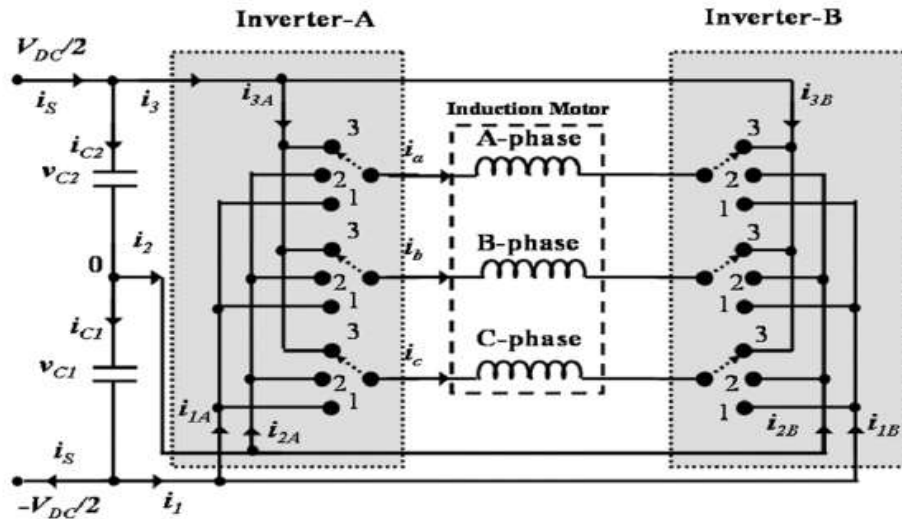 Inverter-A
Inverter-B
V_DC/2
i_S
i_3
i_3A
i_3B
Induction Motor
i_C2
v_C2
3
2
1
i_a
A-phase
3
2
1
0
i_2
3
2
1
i_b
B-phase
3
2
1
i_C1
v_C1
3
2
1
i_c
C-phase
3
2
1
i_1A
i_2A
i_2B
i_1B
i_S
-V_DC/2
i_1